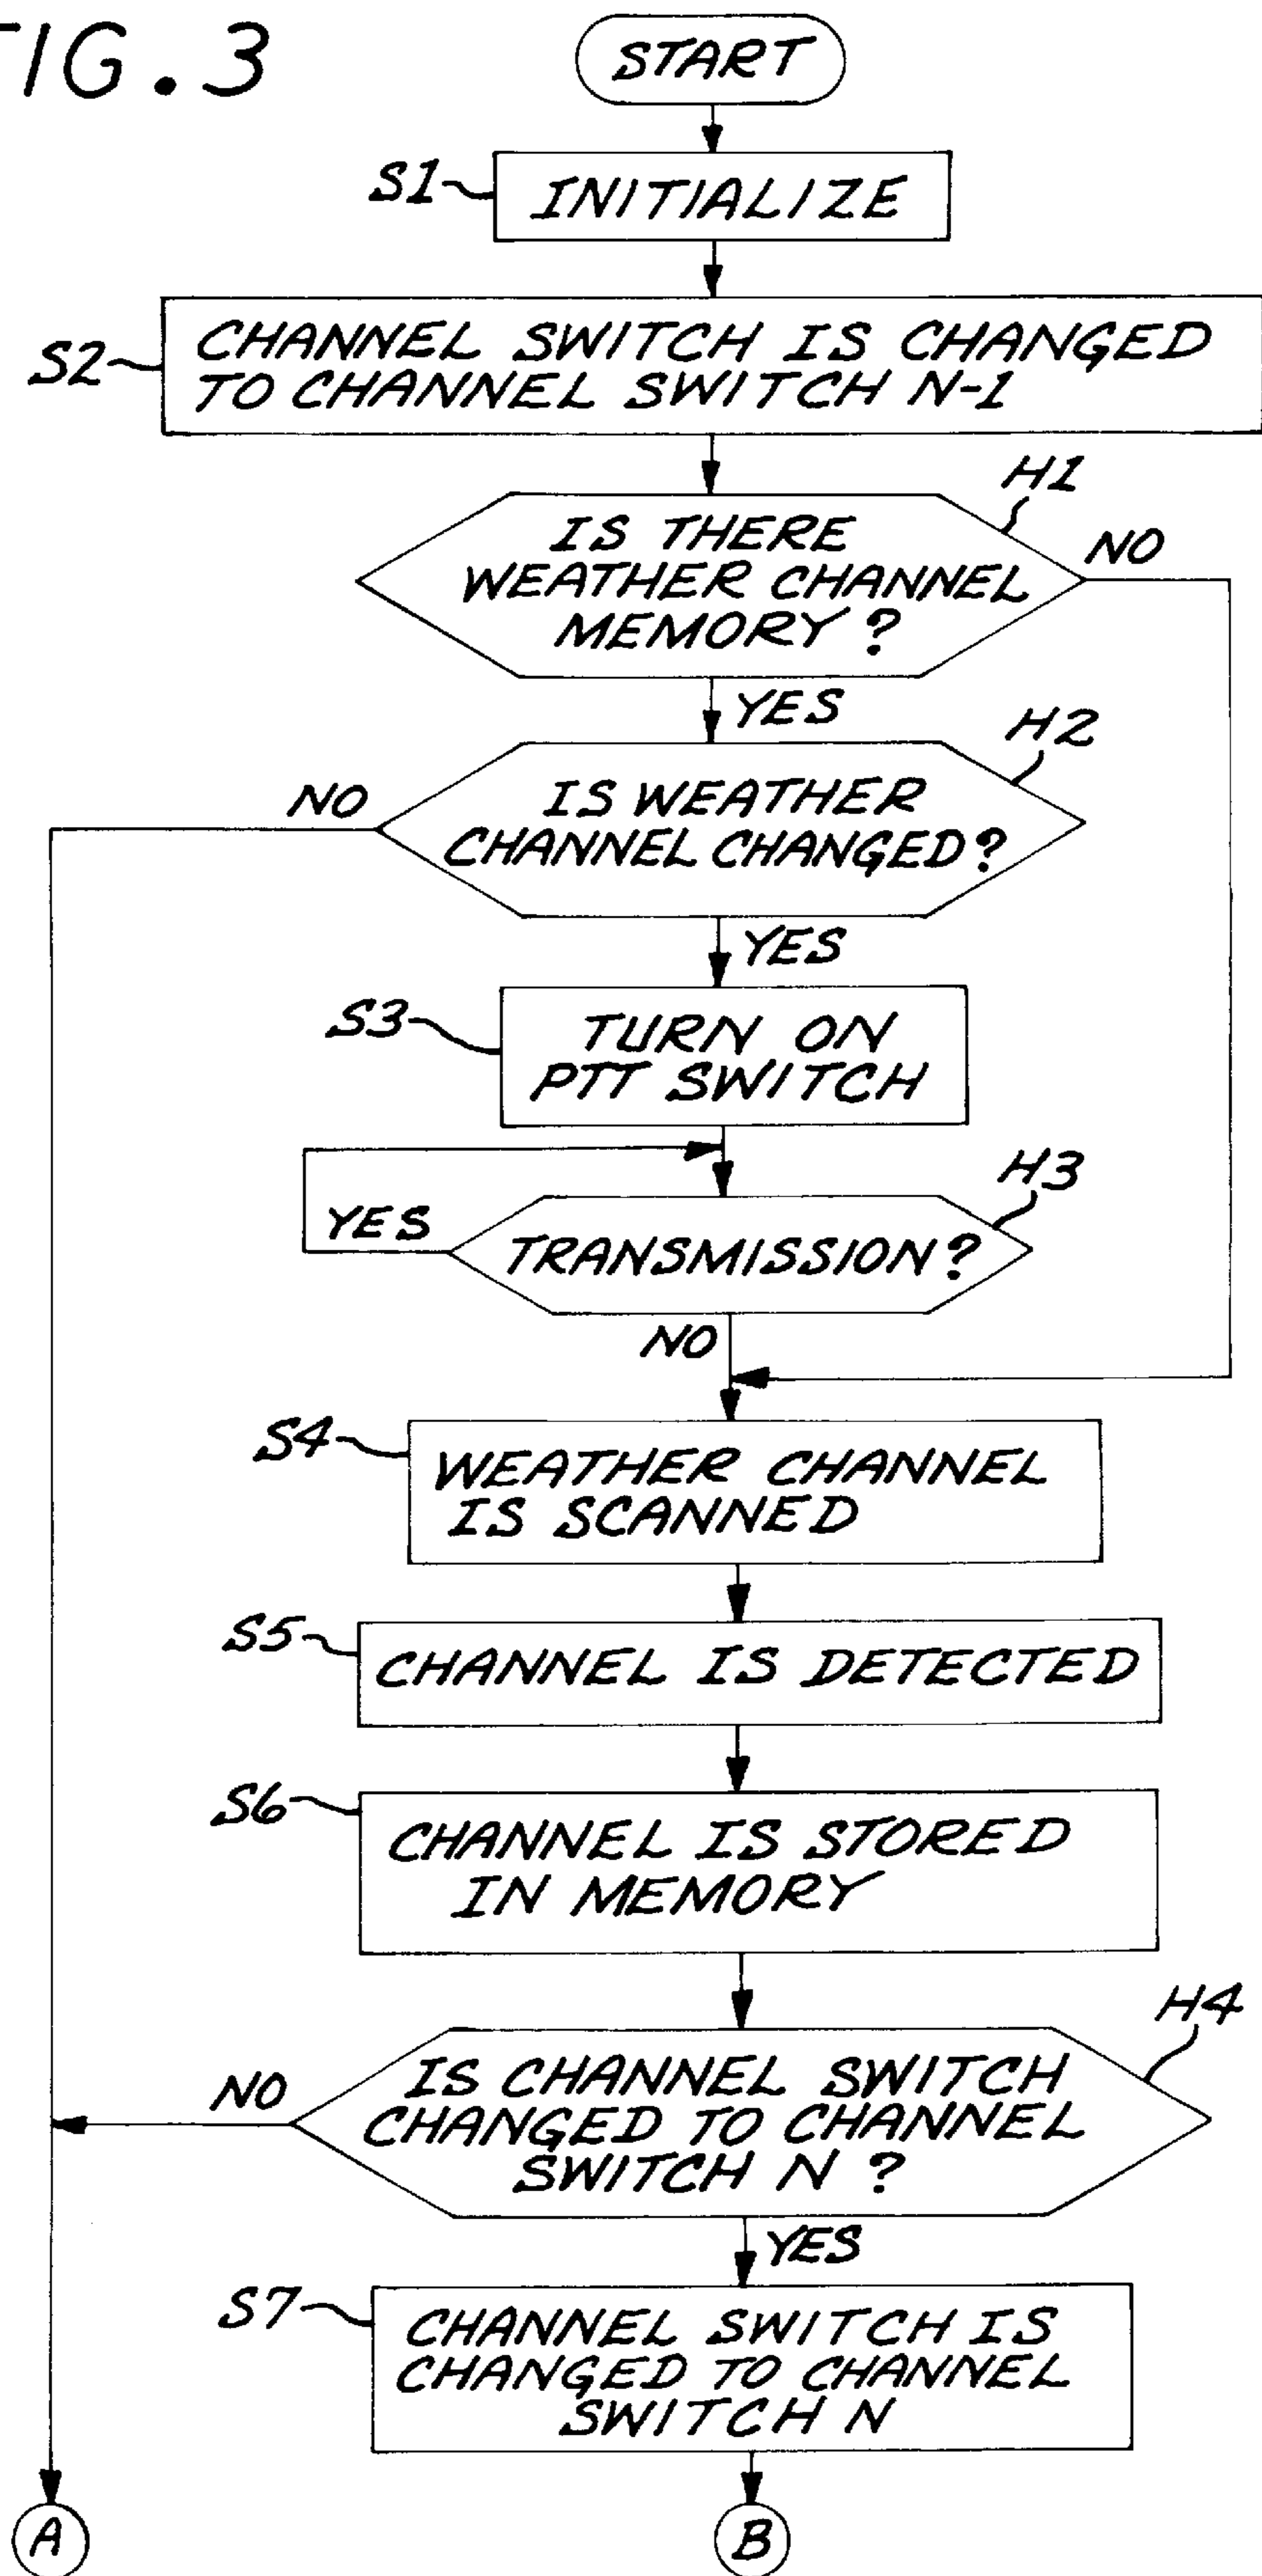 FIG. 3
START
S1
INITIALIZE
S2
CHANNEL SWITCH IS CHANGED
TO CHANNEL SWITCH N-1
H1
IS THERE
WEATHER CHANNEL
MEMORY ?
NO
YES
H2
NO
IS WEATHER
CHANNEL CHANGED?
YES
S3
TURN ON
PTT SWITCH
H3
YES
TRANSMISSION?
NO
S4
WEATHER CHANNEL
IS SCANNED
S5
CHANNEL IS DETECTED
S6
CHANNEL IS STORED
IN MEMORY
H4
NO
IS CHANNEL SWITCH
CHANGED TO CHANNEL
SWITCH N ?
YES
S7
CHANNEL SWITCH IS
CHANGED TO CHANNEL
SWITCH N
A
B